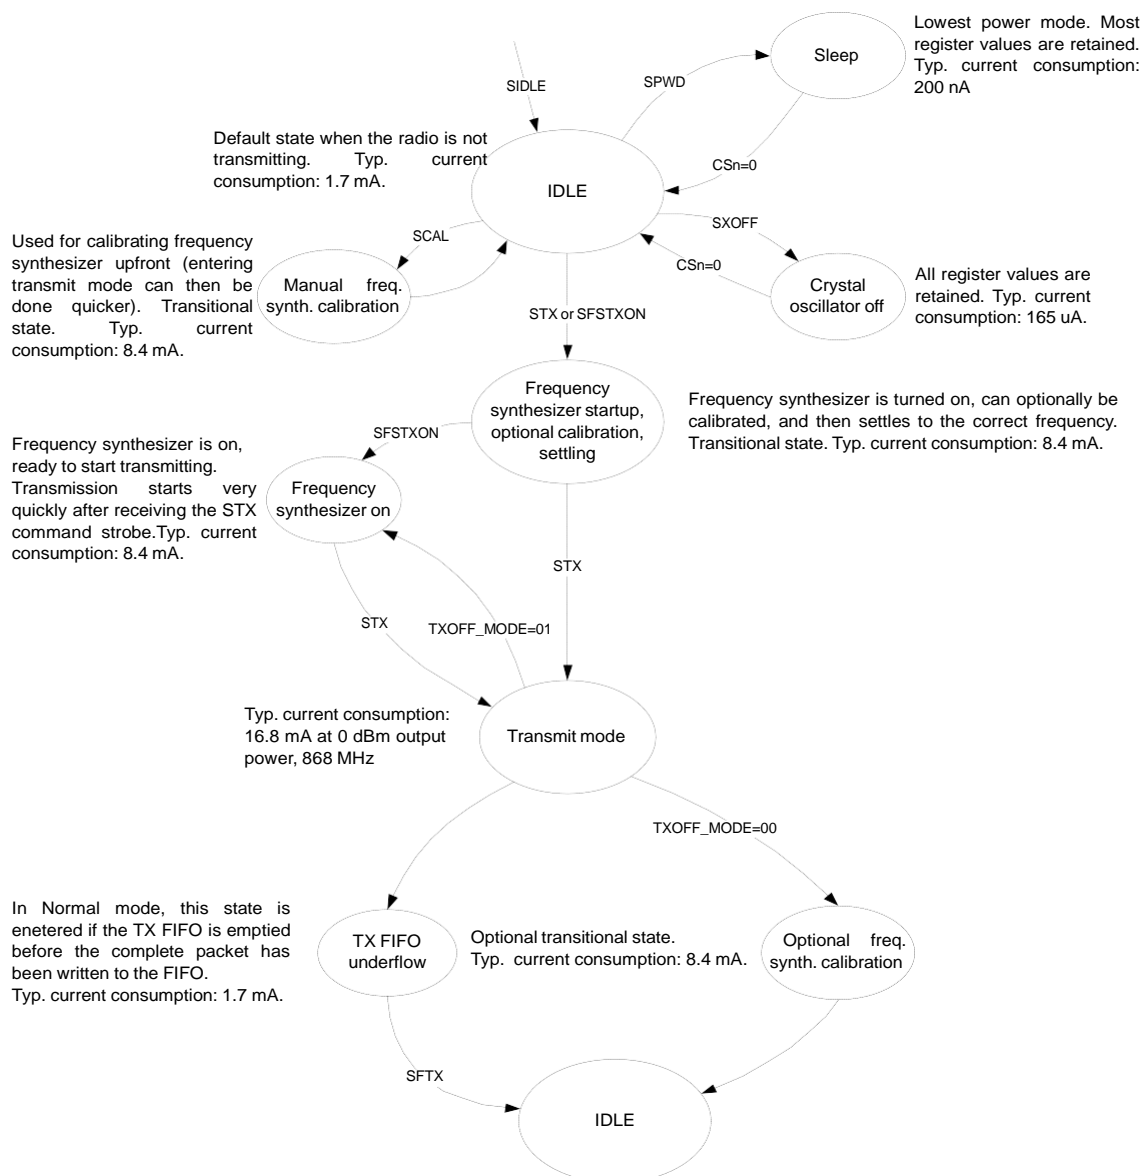 Lowest power mode. Most
register values are retained.
Typ. current consumption:
200 nA
Sleep
SIDLE
SPWD
Default state when the radio is not
transmitting. Typ. current
consumption: 1.7 mA.
CSn=0
IDLE
SCAL
SXOFF
Used for calibrating frequency
synthesizer upfront (entering
transmit mode can then be
done quicker). Transitional
state. Typ. current
consumption: 8.4 mA.
Manual freq.
synth. calibration
CSn=0
Crystal
oscillator off
All register values are
retained. Typ. current
consumption: 165 uA.
STX or SFSTXON
Frequency
synthesizer startup,
optional calibration,
settling
Frequency synthesizer is turned on, can optionally be
calibrated, and then settles to the correct frequency.
Transitional state. Typ. current consumption: 8.4 mA.
SFSTXON
Frequency synthesizer is on,
ready to start transmitting.
Transmission starts very
quickly after receiving the STX
command strobe.Typ. current
consumption: 8.4 mA.
Frequency
synthesizer on
STX
STX
TXOFF_MODE=01
Typ. current consumption:
16.8 mA at 0 dBm output
power, 868 MHz
Transmit mode
TXOFF_MODE=00
In Normal mode, this state is
enetered if the TX FIFO is emptied
before the complete packet has
been written to the FIFO.
Typ. current consumption: 1.7 mA.
TX FIFO
underflow
Optional transitional state.
Typ. current consumption: 8.4 mA.
Optional freq.
synth. calibration
SFTX
IDLE